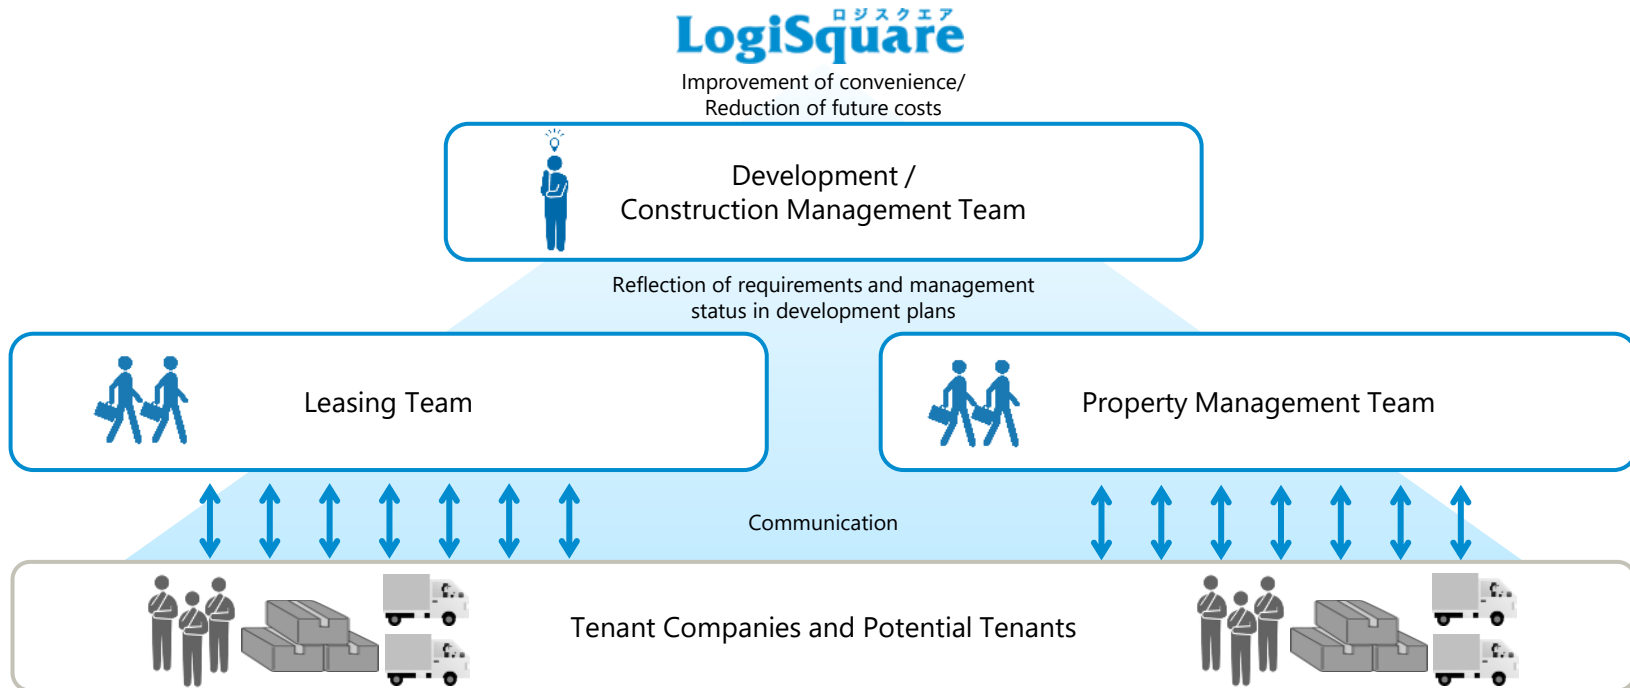 ロジスクエア
LogiSquare
Improvement of convenience/
Reduction of future costs
Development /
Construction Management Team
Reflection of requirements and management
status in development plans
Leasing Team
Property Management Team
Communication
Tenant Companies and Potential Tenants